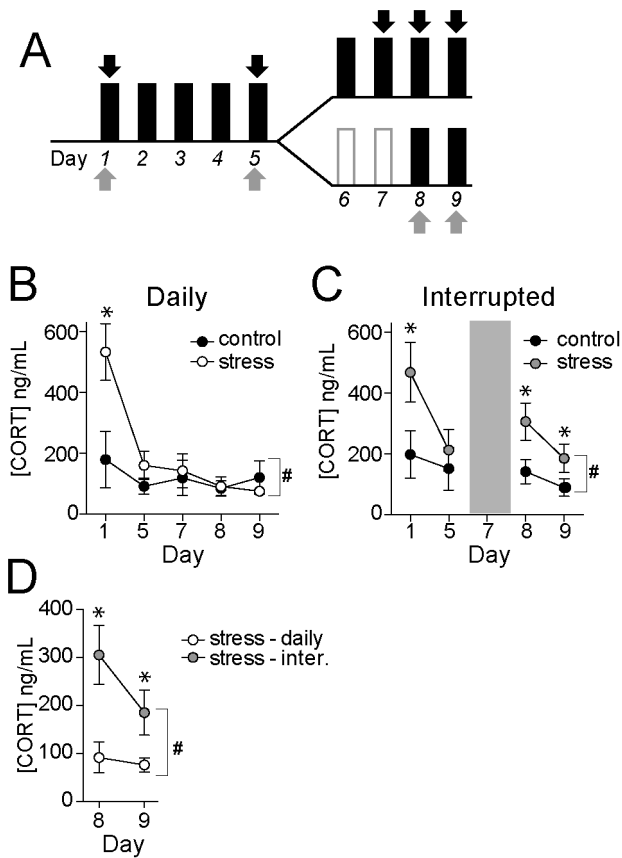 A
Day 1 2 3 4 5
6 7 8 9
B Daily
*
600
400
200
0
[CORT] ng/mL
control
stress
#
1 5 7 8 9
Day
C Interrupted
*
*
*
600
400
200
0
[CORT] ng/mL
control
stress
#
1 5 7 8 9
Day
D
*
*
400
300
200
100
0
[CORT] ng/mL
stress - daily
stress - inter.
#
8 9
Day